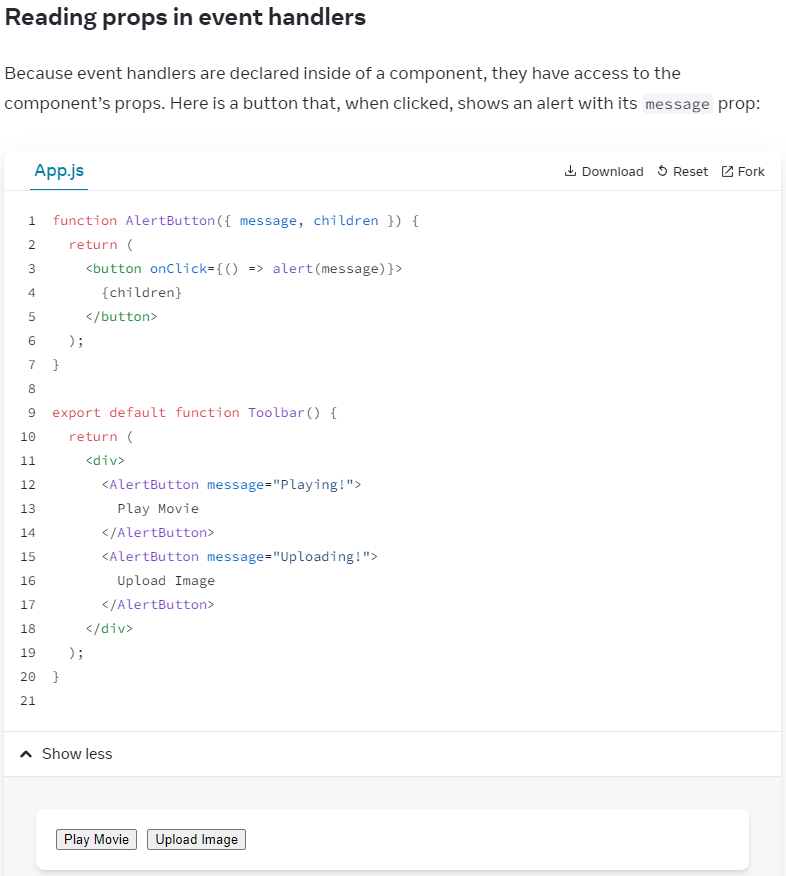 Reading props in event handlers
Because event handlers are declared inside of a component, they have access to the
component’s props. Here is a button that, when clicked, shows an alert with its message prop:
App.js Download Reset Fork
1 function AlertButton({ message, children }) {
2   return (
3     <button onClick={() => alert(message)}>
4       {children}
5     </button>
6   );
7 }
8
9 export default function Toolbar() {
10   return (
11     <div>
12       <AlertButton message="Playing!">
13         Play Movie
14       </AlertButton>
15       <AlertButton message="Uploading!">
16         Upload Image
17       </AlertButton>
18     </div>
19   );
20 }
21
Show less
Play Movie Upload Image